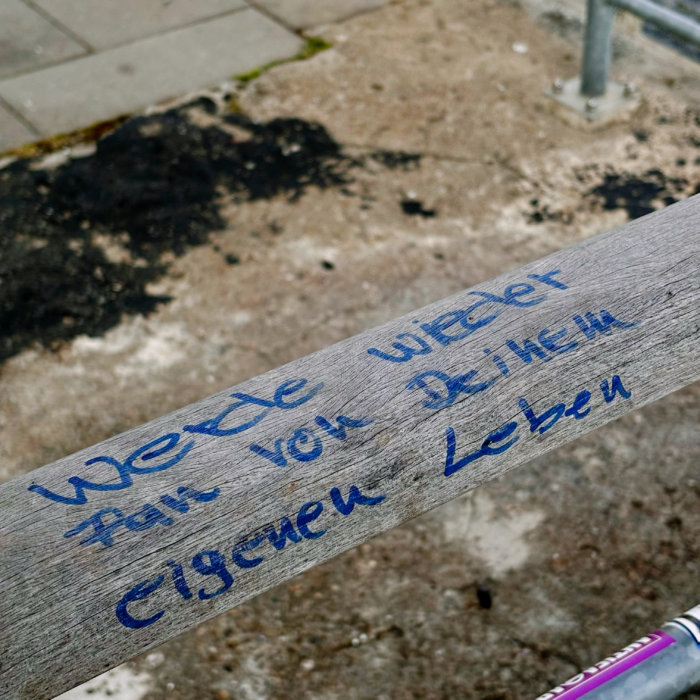 Werde wieder
Fan von Deinem
eigenen Leben